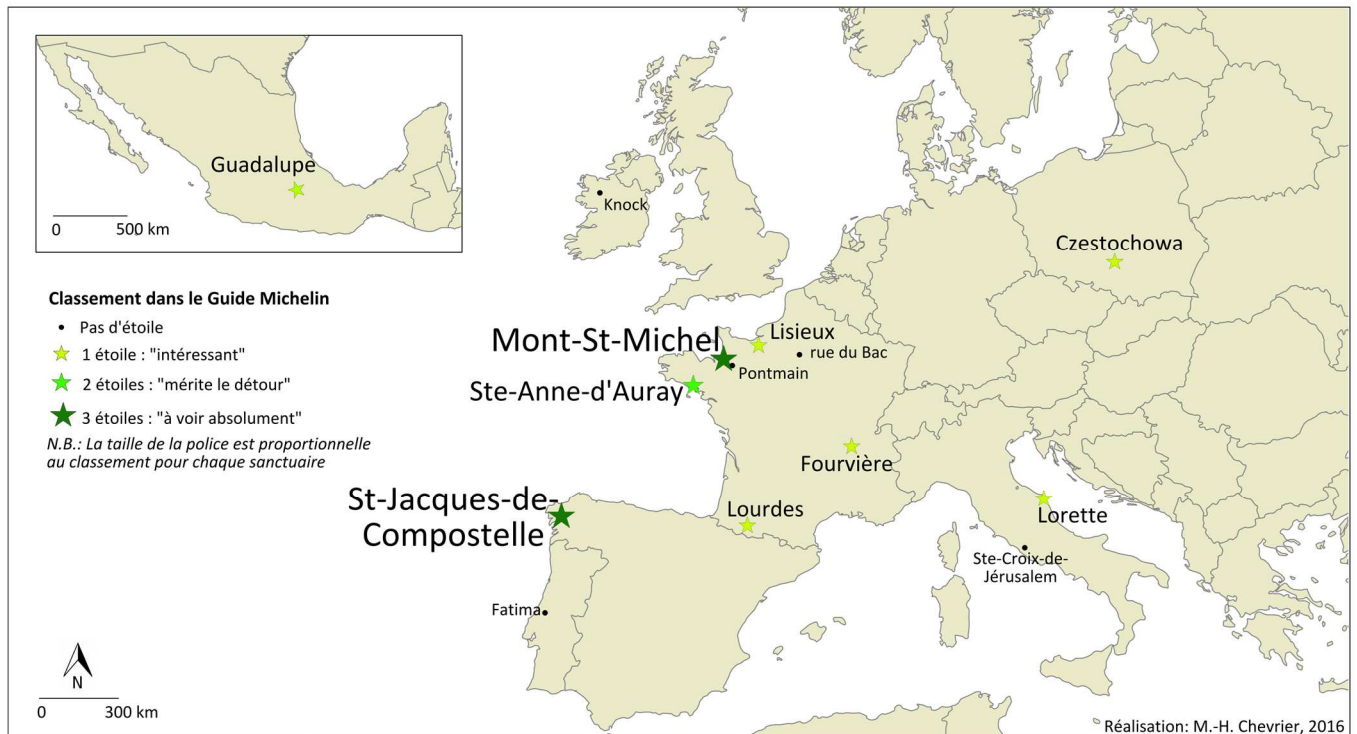 Guadalupe
0 500 km
Classement dans le Guide Michelin
Pas d'étoile
1 étoile : "intéressant"
2 étoiles : "mérite le détour"
3 étoiles : "à voir absolument"
N.B.: La taille de la police est proportionnelle
au classement pour chaque sanctuaire
Knock
Czestochowa
Mont-St-Michel
Lisieux
rue du Bac
Pontmain
Ste-Anne-d'Auray
Fourvière
St-Jacques-de-
Compostelle
Lourdes
Lorette
Ste-Croix-de-
Jérusalem
Fatima
N
0 300 km
Réalisation: M.-H. Chevrier, 2016